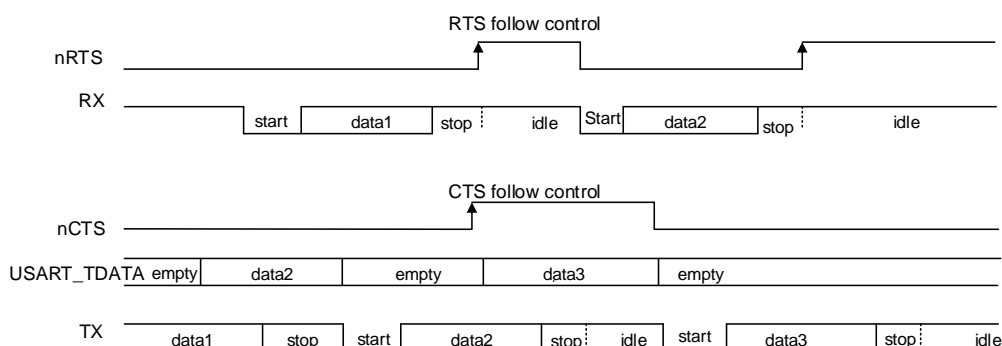 RTS follow control
nRTS
RX
start data1 stop idle Start data2 stop idle
CTS follow control
nCTS
USART_TDATA empty data2 empty data3 empty
TX
data1 stop start data2 stop idle start data3 stop idle